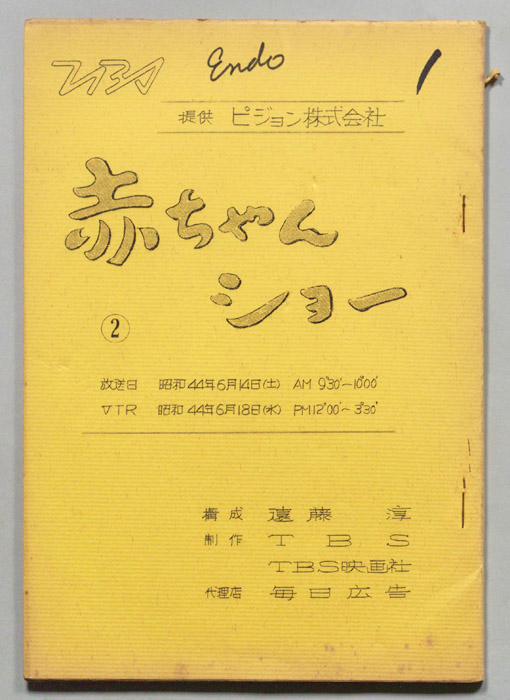 TBS
Endo
1
提供 ピジョン株式会社
赤ちゃん
ショー
②
放送日 昭和44年6月14日(土) AM 9°30'~10°00'
VTR 昭和44年6月18日(水) PM12°00'~3°30'
構成 遠藤 淳
制作 TBS
TBS映画社
代理店 毎日広告